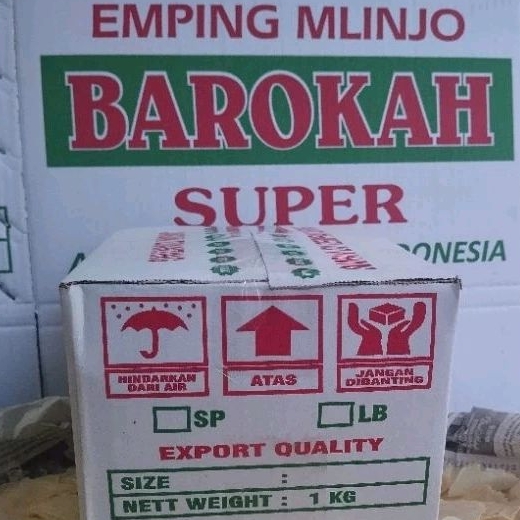 EMPING MLINJO
BAROKAH
SUPER
HINDARKAN DARI AIR
ATAS
JANGAN DIBANTING
SP
LB
EXPORT QUALITY
SIZE :
NETT WEIGHT : 1 KG